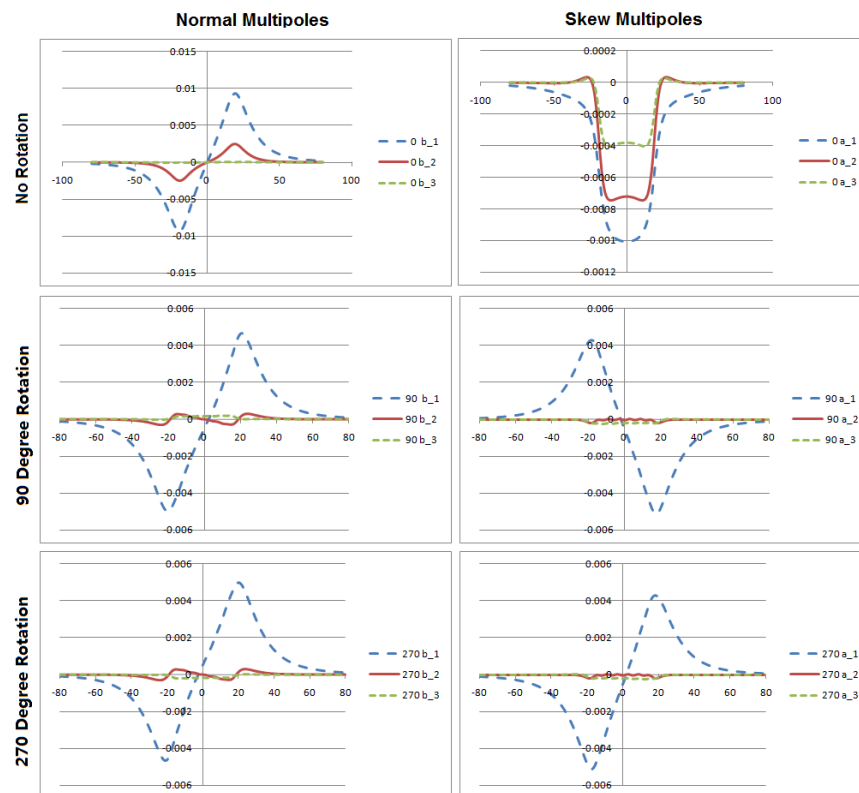 Normal Multipoles
Skew Multipoles
No Rotation
0.015
0.01
0.005
0
-100 -50 0 50 100
-0.005
-0.01
-0.015
0 b_1
0 b_2
0 b_3
0.0002
0
-100 -50 0 50 100
-0.0002
-0.0004
-0.0006
-0.0008
-0.001
-0.0012
0 a_1
0 a_2
0 a_3
90 Degree Rotation
0.006
0.004
0.002
0
-80 -60 -40 -20 0 20 40 60 80
-0.002
-0.004
-0.006
90 b_1
90 b_2
90 b_3
0.006
0.004
0.002
0
-80 -60 -40 -20 0 20 40 60 80
-0.002
-0.004
-0.006
90 a_1
90 a_2
90 a_3
270 Degree Rotation
0.006
0.004
0.002
0
-80 -60 -40 -20 0 20 40 60 80
-0.002
-0.004
-0.006
270 b_1
270 b_2
270 b_3
0.006
0.004
0.002
0
-80 -60 -40 -20 0 20 40 60 80
-0.002
-0.004
-0.006
270 a_1
270 a_2
270 a_3